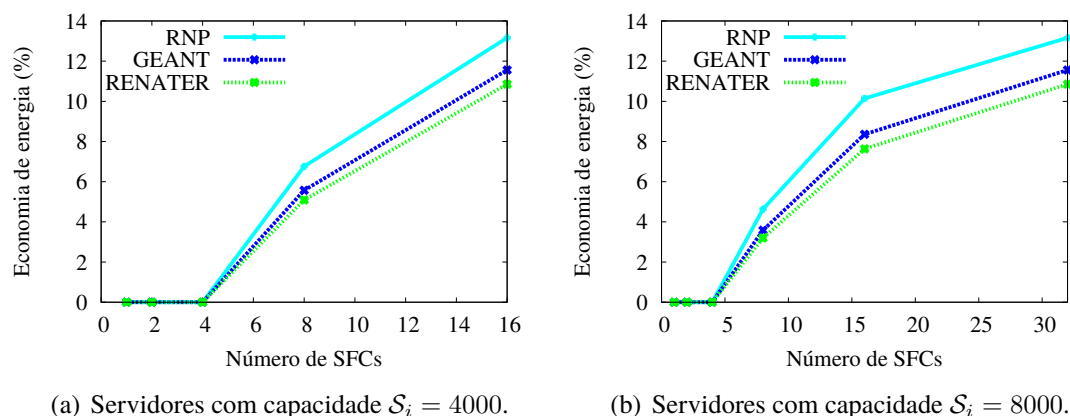 14
12
10
8
6
4
2
0
Economia de energia (%)
RNP
GEANT
RENATER
0 2 4 6 8 10 12 14 16
Número de SFCs
(a) Servidores com capacidade 𝒮ᵢ = 4000.
14
12
10
8
6
4
2
0
Economia de energia (%)
RNP
GEANT
RENATER
0 5 10 15 20 25 30
Número de SFCs
(b) Servidores com capacidade 𝒮ᵢ = 8000.